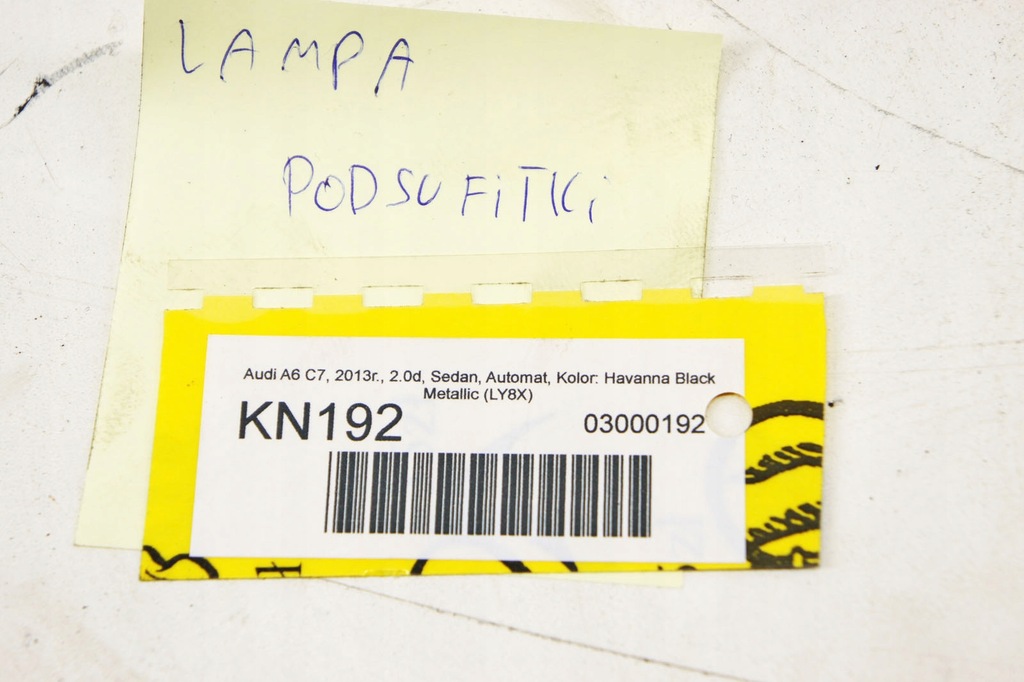 LAMPA
PODSUFITKi
Audi A6 C7, 2013r., 2.0d, Sedan, Automat, Kolor: Havanna Black
Metallic (LY8X)
KN192 03000192